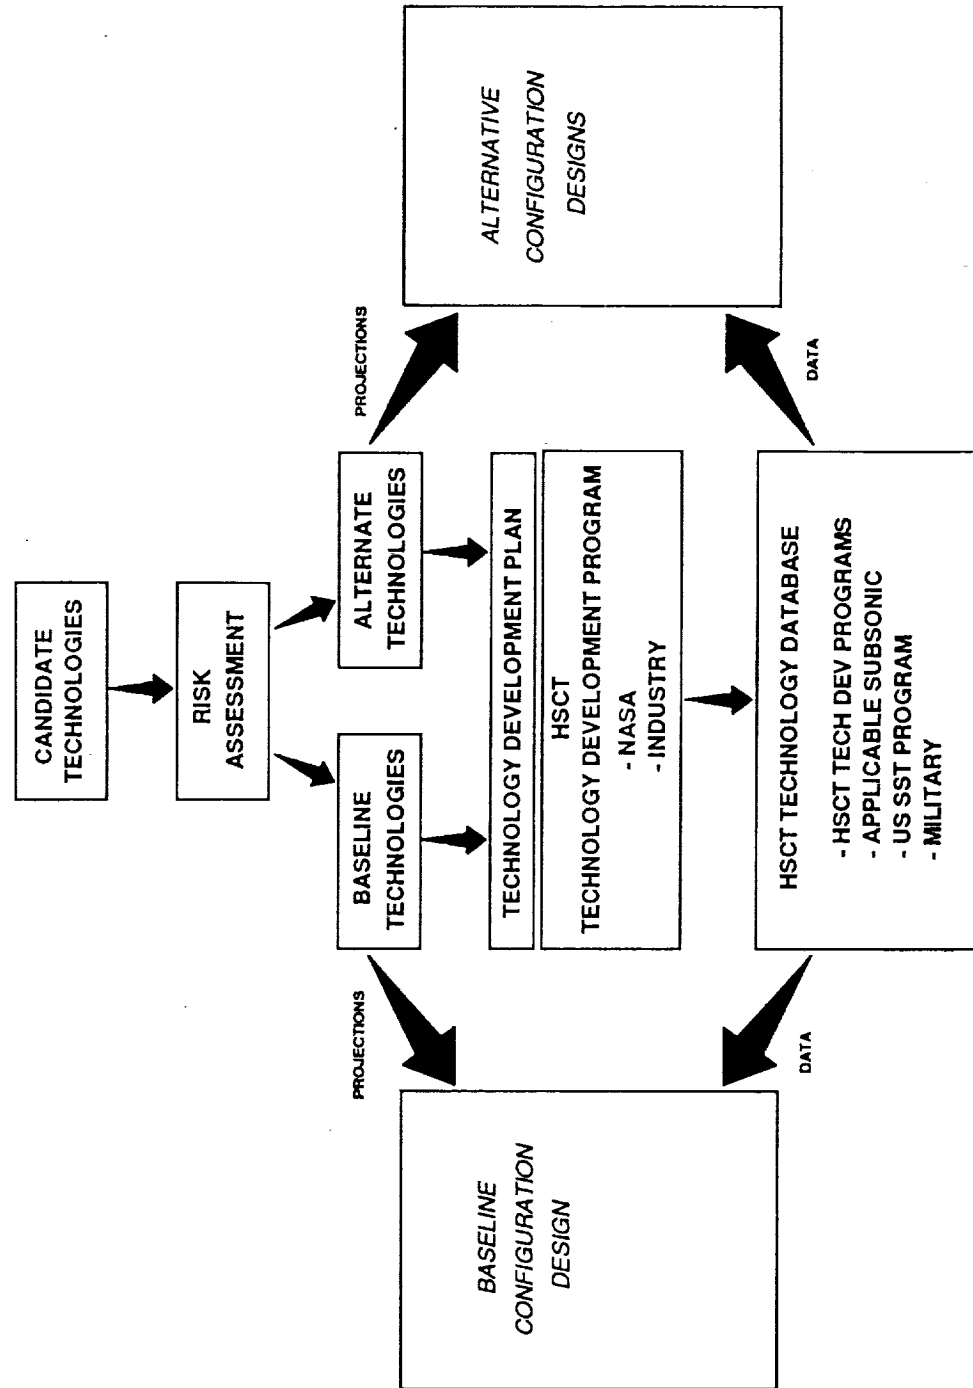 CANDIDATE
TECHNOLOGIES
RISK
ASSESSMENT
BASELINE
TECHNOLOGIES
ALTERNATE
TECHNOLOGIES
PROJECTIONS
PROJECTIONS
BASELINE
CONFIGURATION
DESIGN
ALTERNATIVE
CONFIGURATION
DESIGNS
TECHNOLOGY DEVELOPMENT PLAN
HSCT
TECHNOLOGY DEVELOPMENT PROGRAM
- NASA
- INDUSTRY
DATA
DATA
HSCT TECHNOLOGY DATABASE
- HSCT TECH DEV PROGRAMS
- APPLICABLE SUBSONIC
- US SST PROGRAM
- MILITARY